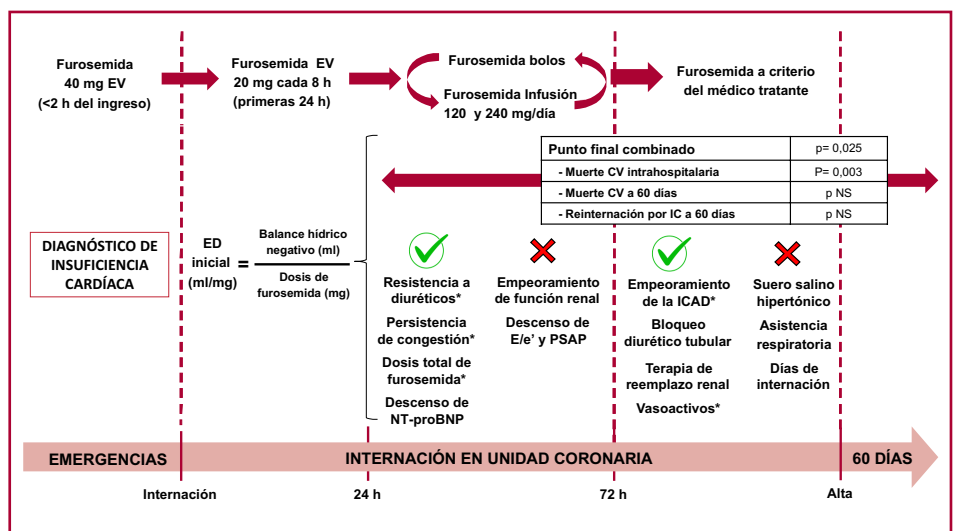 Furosemida
40 mg EV
(<2 h del ingreso)
Furosemida EV
20 mg cada 8 h
(primeras 24 h)
Furosemida bolos
Furosemida Infusión
120 y 240 mg/día
Furosemida a criterio
del médico tratante
Punto final combinado p= 0,025
- Muerte CV intrahospitalaria P= 0,003
- Muerte CV a 60 días p NS
- Reinternación por IC a 60 días p NS
DIAGNÓSTICO DE
INSUFICIENCIA
CARDÍACA
ED
inicial
(ml/mg)
=
Balance hídrico
negativo (ml)
Dosis de
furosemida (mg)
Resistencia a
diuréticos*
Persistencia
de congestión*
Dosis total de
furosemida*
Descenso de
NT-proBNP
Empeoramiento
de función renal
Descenso de
E/e' y PSAP
Empeoramiento
de la ICAD*
Bloqueo
diurético tubular
Terapia de
reemplazo renal
Vasoactivos*
Suero salino
hipertónico
Asistencia
respiratoria
Días de
internación
EMERGENCIAS
INTERNACIÓN EN UNIDAD CORONARIA
60 DÍAS
Internación
24 h
72 h
Alta